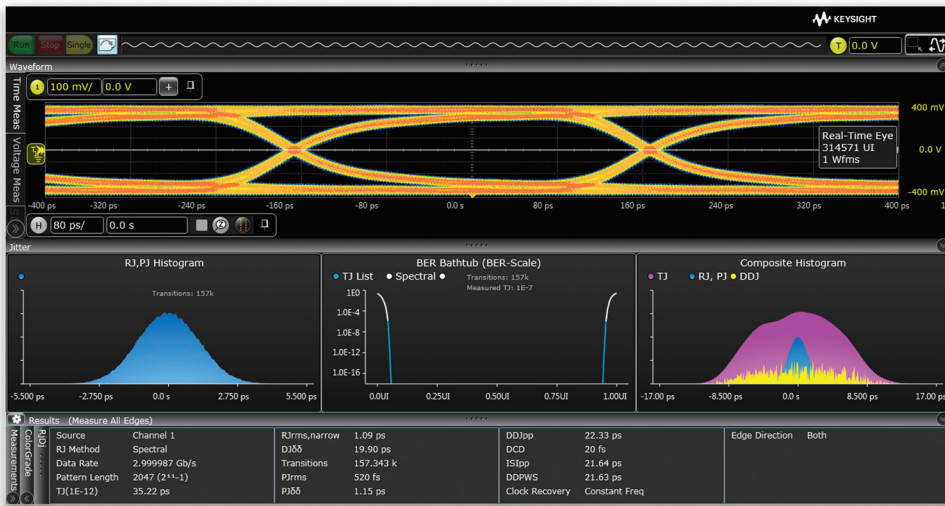 KEYSIGHT
Run Stop Single T 0.0 V
Waveform
Time Meas
Voltage Meas
1 100 mV/ 0.0 V +
400 mV
0.0 V
-400 mV
Real-Time Eye
314571 UI
1 Wfms
-400 ps -240 ps -160 ps -80 ps 0.0 s 80 ps 160 ps 240 ps 320 ps 400 ps
H 80 ps/ 0.0 s
Jitter
RJ,PJ Histogram
Transitions: 157k
-5.500 ps -2.750 ps 0.0 s 2.750 ps 5.500 ps
BER Bathtub (BER-Scale)
TJ List Spectral
Transitions: 157k
Measured TJ: 1E-7
1E0
1.0E-4
1.0E-8
1.0E-12
1.0E-16
0.0UI 0.25UI 0.50UI 0.75UI 1.00UI
Composite Histogram
TJ RJ, PJ DDJ
-17.00 ps -8.500 ps 0.0 s 8.500 ps 17.00 ps
Results (Measure All Edges)
Measurements
ColorGrade
RJDJ
Source Channel 1
RJ Method Spectral
Data Rate 2.999987 Gb/s
Pattern Length 2047 (2¹¹-1)
TJ(1E-12) 35.22 ps
RJrms,narrow 1.09 ps
DJδδ 19.90 ps
Transitions 157.343 k
PJrms 520 fs
PJδδ 1.15 ps
DDJpp 22.33 ps
DCD 20 fs
ISIpp 21.64 ps
DDPWS 21.63 ps
Clock Recovery Constant Freq
Edge Direction Both